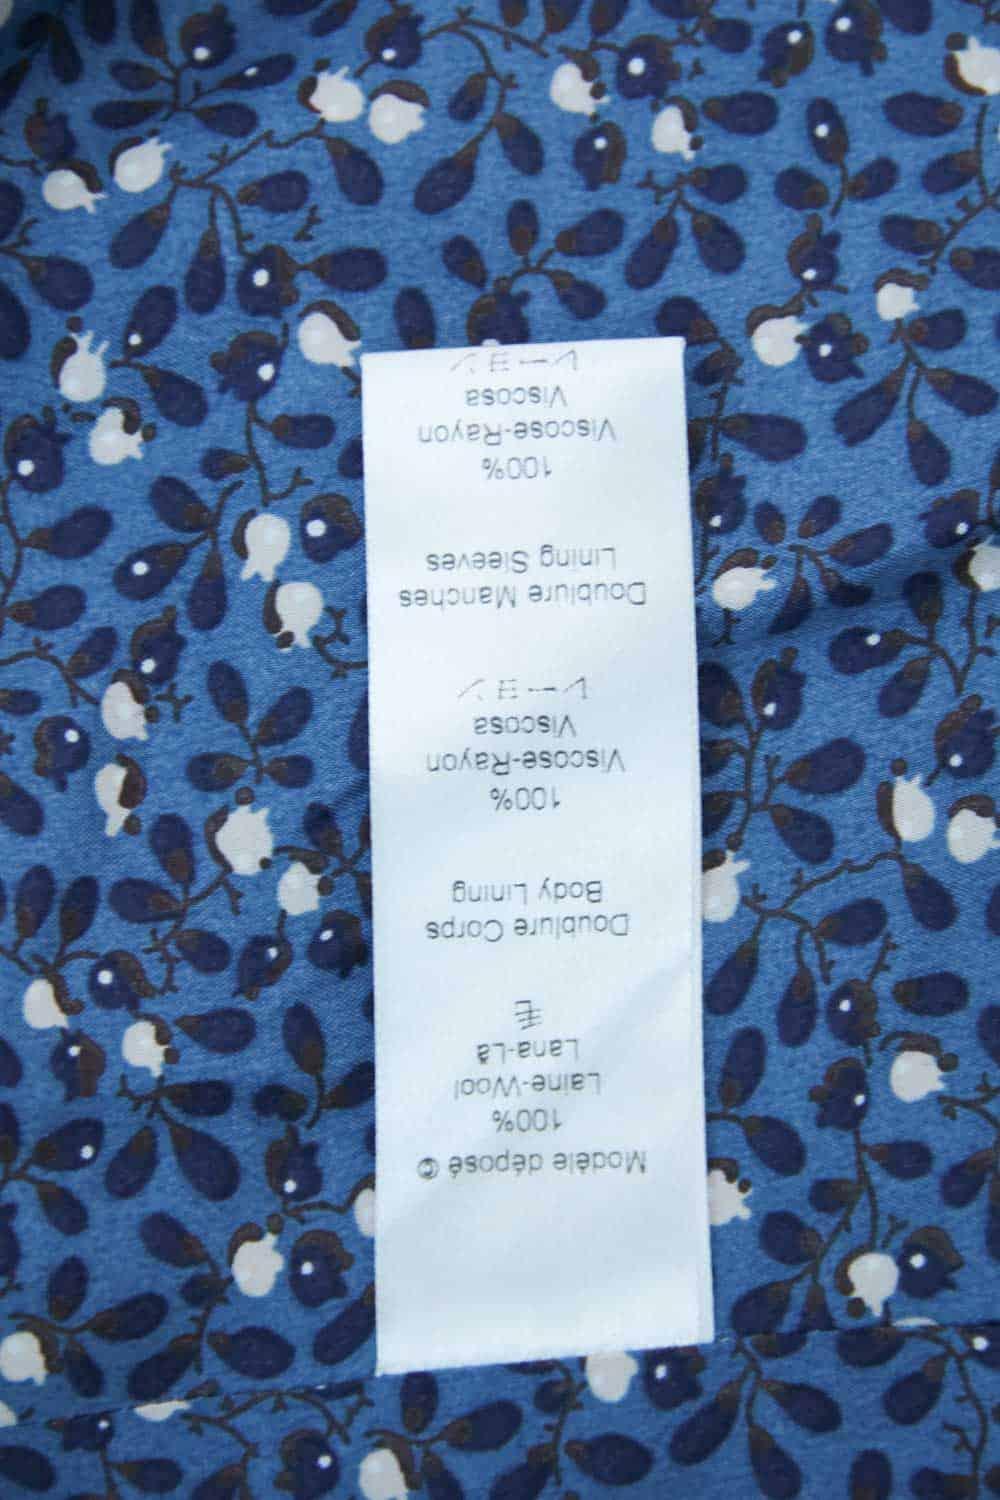 Modèle déposé ©
100%
Laine-Wool
Lana-Lã
毛
Doublure Corps
Body Lining
100%
Viscose-Rayon
Viscosa
レーヨン
Doublure Manches
Lining Sleeves
100%
Viscose-Rayon
Viscosa
レーヨン